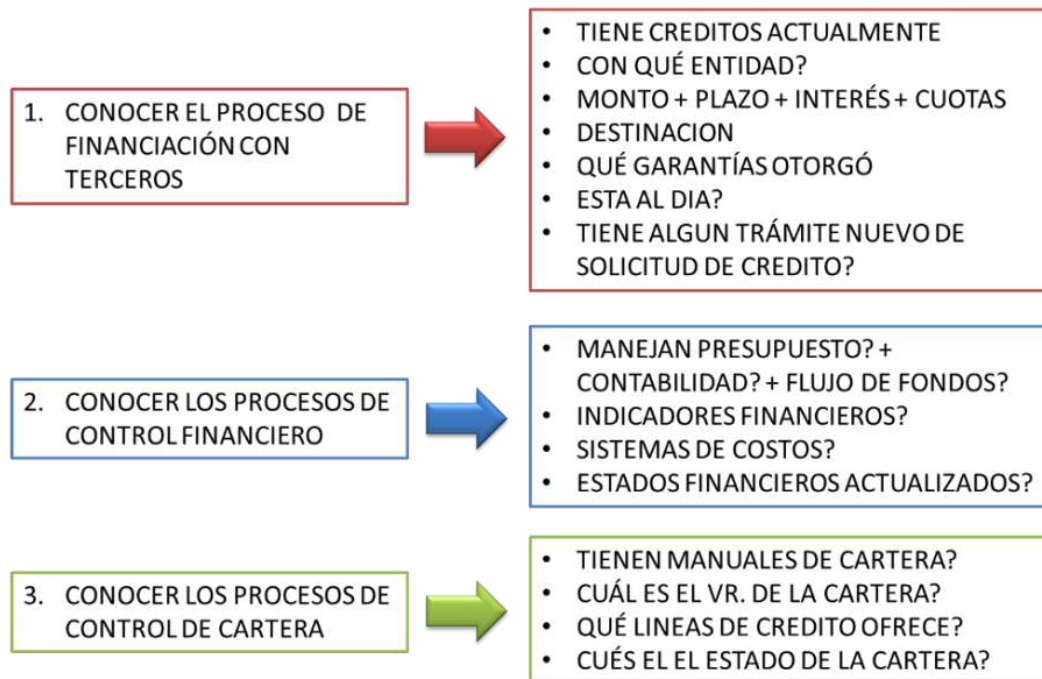 1. CONOCER EL PROCESO DE
FINANCIACIÓN CON
TERCEROS
• TIENE CREDITOS ACTUALMENTE
• CON QUÉ ENTIDAD?
• MONTO + PLAZO + INTERÉS + CUOTAS
• DESTINACION
• QUÉ GARANTÍAS OTORGÓ
• ESTA AL DIA?
• TIENE ALGUN TRÁMITE NUEVO DE
SOLICITUD DE CREDITO?
2. CONOCER LOS PROCESOS DE
CONTROL FINANCIERO
• MANEJAN PRESUPUESTO? +
CONTABILIDAD? + FLUJO DE FONDOS?
• INDICADORES FINANCIEROS?
• SISTEMAS DE COSTOS?
• ESTADOS FINANCIEROS ACTUALIZADOS?
3. CONOCER LOS PROCESOS DE
CONTROL DE CARTERA
• TIENEN MANUALES DE CARTERA?
• CUÁL ES EL VR. DE LA CARTERA?
• QUÉ LINEAS DE CREDITO OFRECE?
• CUÉS EL EL ESTADO DE LA CARTERA?